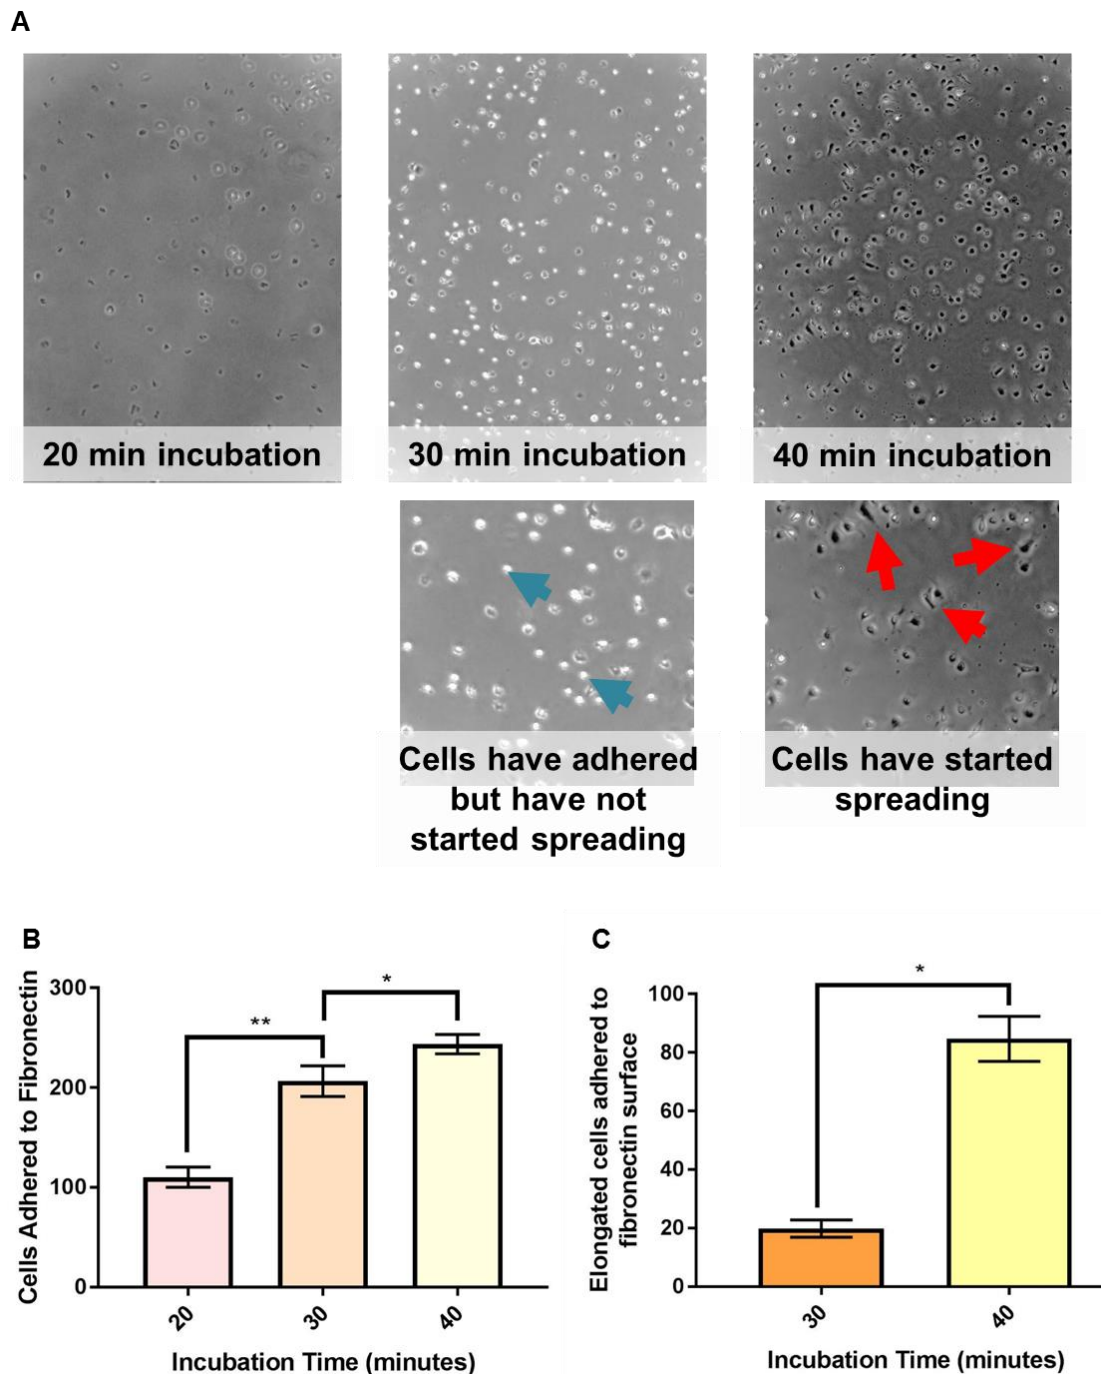 A
20 min incubation
30 min incubation
40 min incubation
Cells have adhered
but have not
started spreading
Cells have started
spreading
B
Cells Adhered to Fibronectin
300
200
100
0
**
*
20
30
40
Incubation Time (minutes)
C
Elongated cells adhered to
fibronectin surface
100
80
60
40
20
0
*
30
40
Incubation Time (minutes)